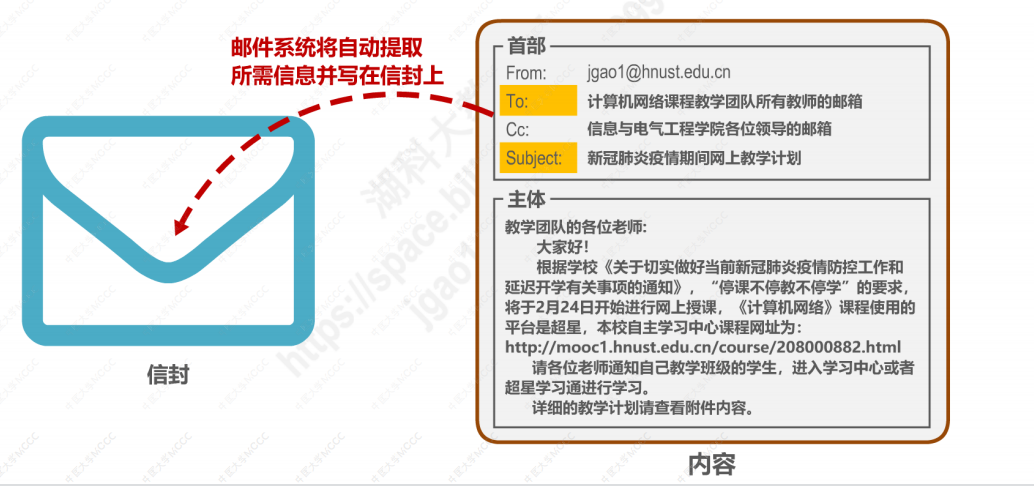 邮件系统将自动提取
所需信息并写在信封上
信封
首部
From: jgao1@hnust.edu.cn
To: 计算机网络课程教学团队所有教师的邮箱
Cc: 信息与电气工程学院各位领导的邮箱
Subject: 新冠肺炎疫情期间网上教学计划
主体
教学团队的各位老师:
大家好！
根据学校《关于切实做好当前新冠肺炎疫情防控工作和
延迟开学有关事项的通知》，“停课不停教不停学”的要求，
将于2月24日开始进行网上授课，《计算机网络》课程使用的
平台是超星，本校自主学习中心课程网址为：
http://mooc1.hnust.edu.cn/course/208000882.html
请各位老师通知自己教学班级的学生，进入学习中心或者
超星学习通进行学习。
详细的教学计划请查看附件内容。
内容